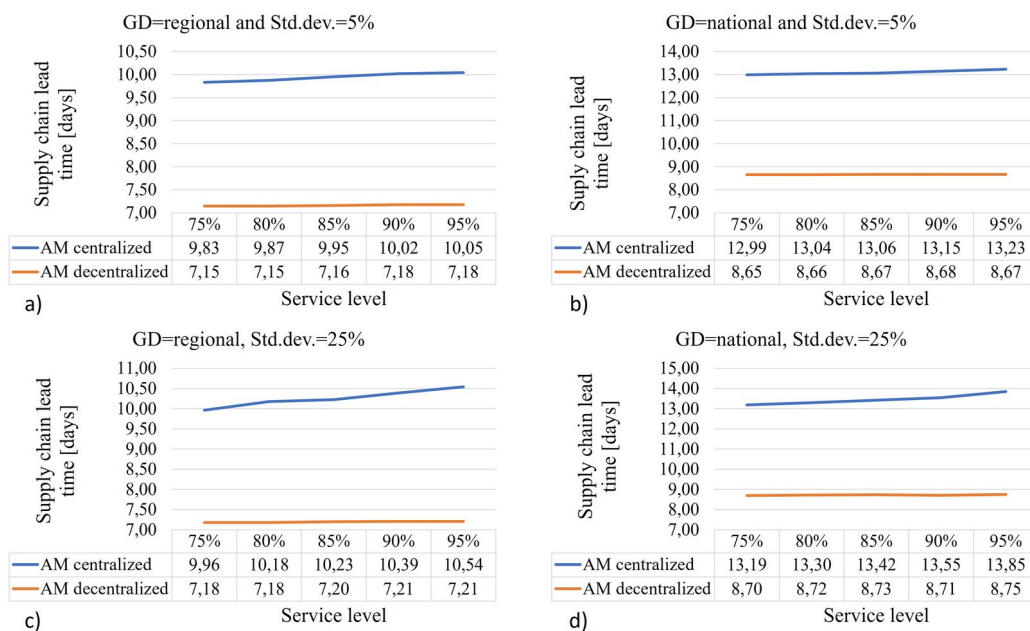 GD=regional and Std.dev.=5%
Supply chain lead
time [days]
10,50
10,00
9,50
9,00
8,50
8,00
7,50
7,00
75% 80% 85% 90% 95%
AM centralized 9,83 9,87 9,95 10,02 10,05
AM decentralized 7,15 7,15 7,16 7,18 7,18
a)
Service level
GD=national and Std.dev.=5%
Suply chain lead
time [days]
14,00
13,00
12,00
11,00
10,00
9,00
8,00
7,00
75% 80% 85% 90% 95%
AM centralized 12,99 13,04 13,06 13,15 13,23
AM decentralized 8,65 8,66 8,67 8,68 8,67
b)
Service level
GD=regional, Std.dev.=25%
Supply chain lead
time [days]
11,00
10,50
10,00
9,50
9,00
8,50
8,00
7,50
7,00
75% 80% 85% 90% 95%
AM centralized 9,96 10,18 10,23 10,39 10,54
AM decentralized 7,18 7,18 7,20 7,21 7,21
c)
Service level
GD=national, Std.dev.=25%
Supply chain lead
time [days]
15,00
14,00
13,00
12,00
11,00
10,00
9,00
8,00
7,00
75% 80% 85% 90% 95%
AM centralized 13,19 13,30 13,42 13,55 13,85
AM decentralized 8,70 8,72 8,73 8,71 8,75
d)
Service level